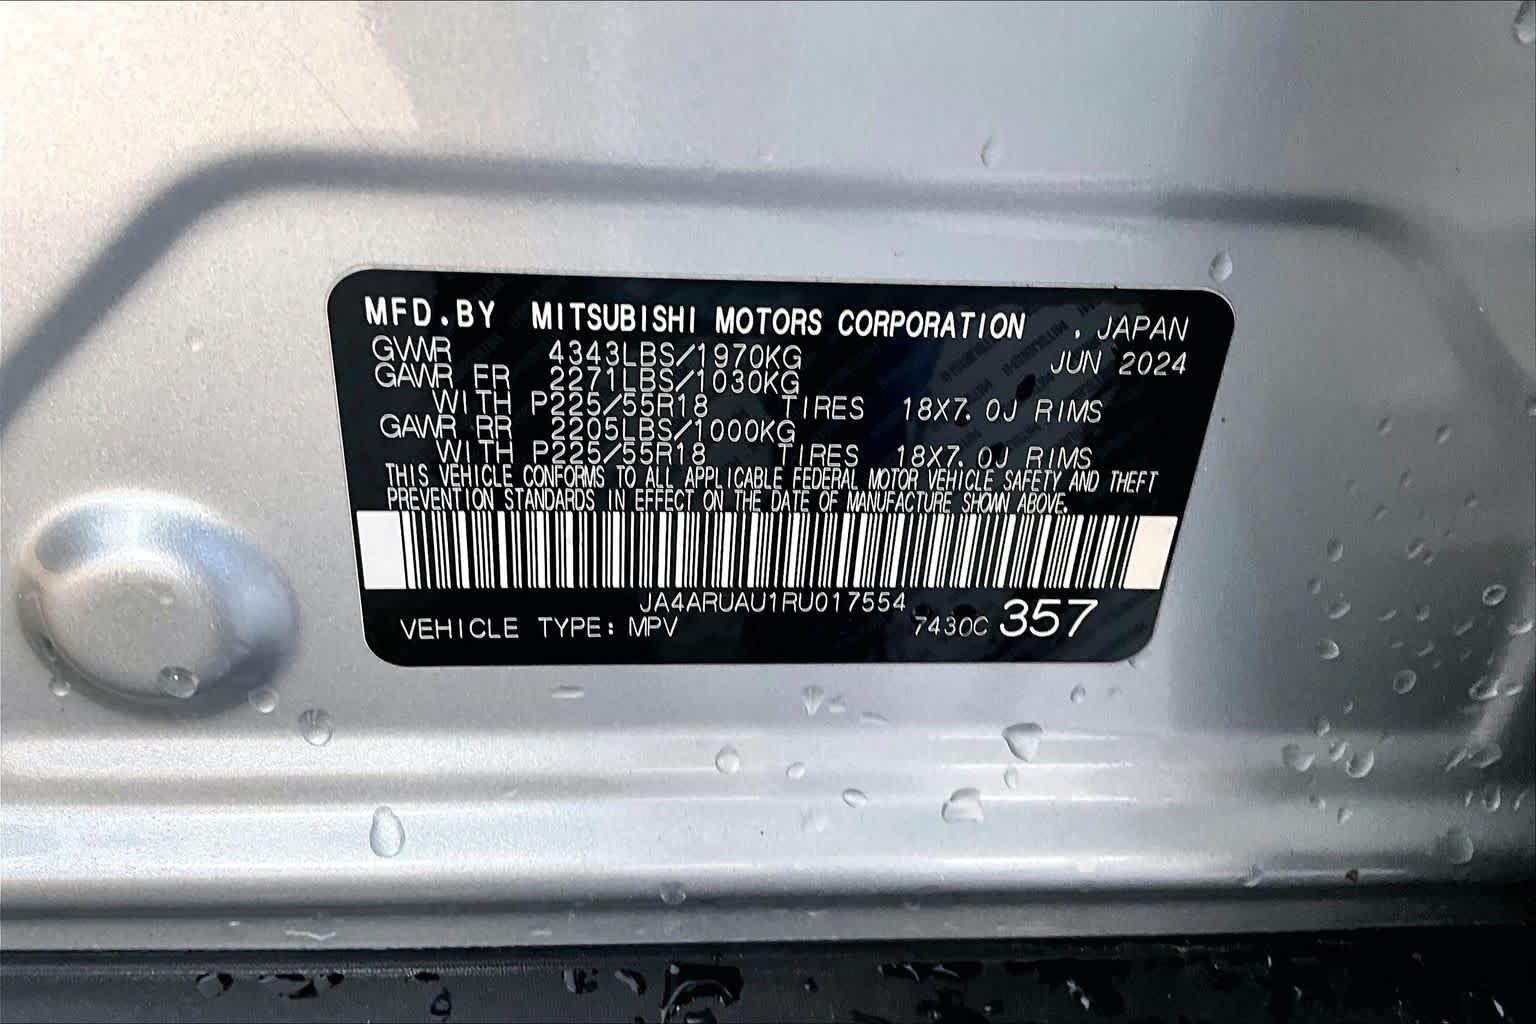 MFD.BY MITSUBISHI MOTORS CORPORATION . JAPAN
GVWR 4343LBS/1970KG JUN 2024
GAWR FR 2271LBS/1030KG
WITH P225/55R18 TIRES 18X7.0J RIMS
GAWR RR 2205LBS/1000KG
WITH P225/55R18 TIRES 18X7.0J RIMS
THIS VEHICLE CONFORMS TO ALL APPLICABLE FEDERAL MOTOR VEHICLE SAFETY AND THEFT
PREVENTION STANDARDS IN EFFECT ON THE DATE OF MANUFACTURE SHOWN ABOVE.
JA4ARUAU1RU017554
VEHICLE TYPE: MPV 7430C 357